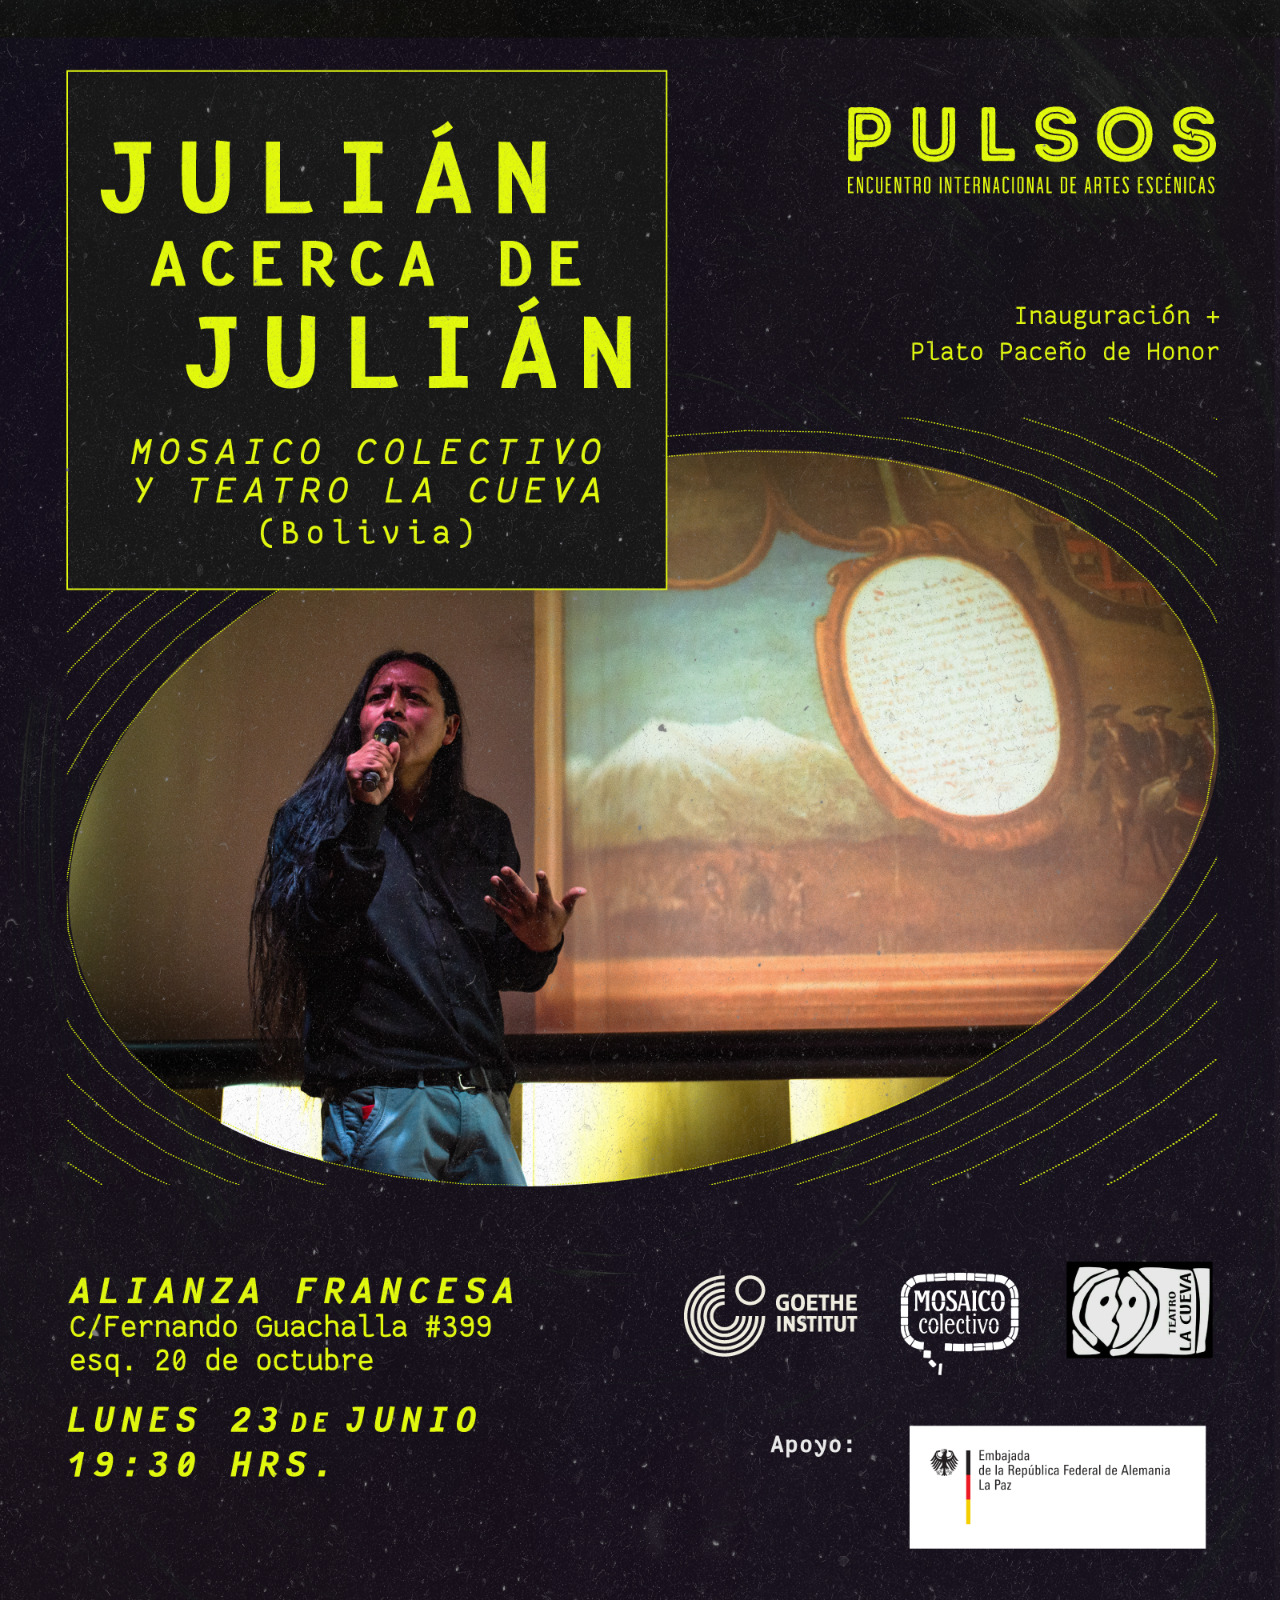 JULIÁN
ACERCA DE
JULIÁN
MOSAICO COLECTIVO
Y TEATRO LA CUEVA
(Bolivia)
PULSOS
ENCUENTRO INTERNACIONAL DE ARTES ESCÉNICAS
Inauguración +
Plato Paceño de Honor
ALIANZA FRANCESA
C/Fernando Guachalla #399
esq. 20 de octubre
LUNES 23 DE JUNIO
19:30 HRS.
GOETHE
INSTITUT
MOSAICO
colectivo
TEATRO
LA CUEVA
Apoyo:
Embajada
de la República Federal de Alemania
La Paz